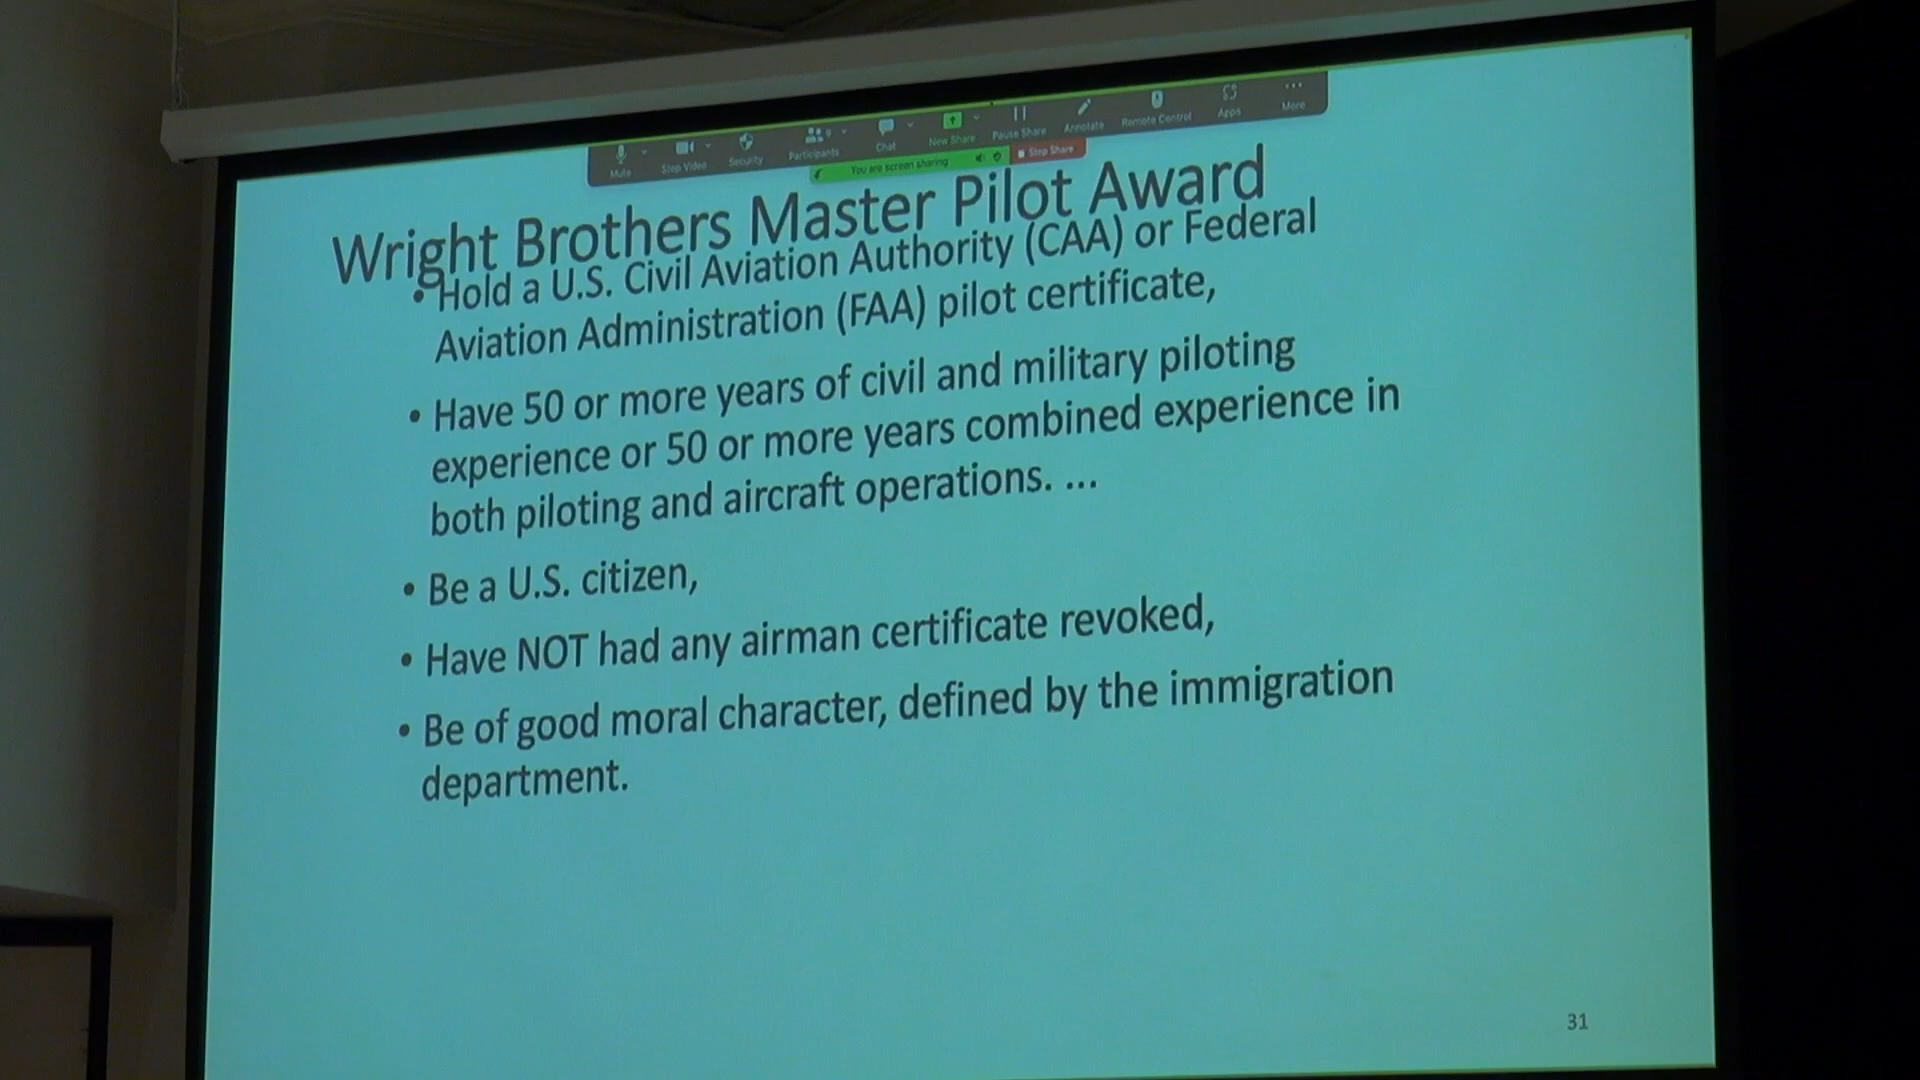 Mute
Stop Video
Security
Participants
9
Chat
New Share
Pause Share
Annotate
Remote Control
Apps
More
You are screen sharing
Stop Share
Wright Brothers Master Pilot Award
• Hold a U.S. Civil Aviation Authority (CAA) or Federal
Aviation Administration (FAA) pilot certificate,
• Have 50 or more years of civil and military piloting
experience or 50 or more years combined experience in
both piloting and aircraft operations. ...
• Be a U.S. citizen,
• Have NOT had any airman certificate revoked,
• Be of good moral character, defined by the immigration
department.
31